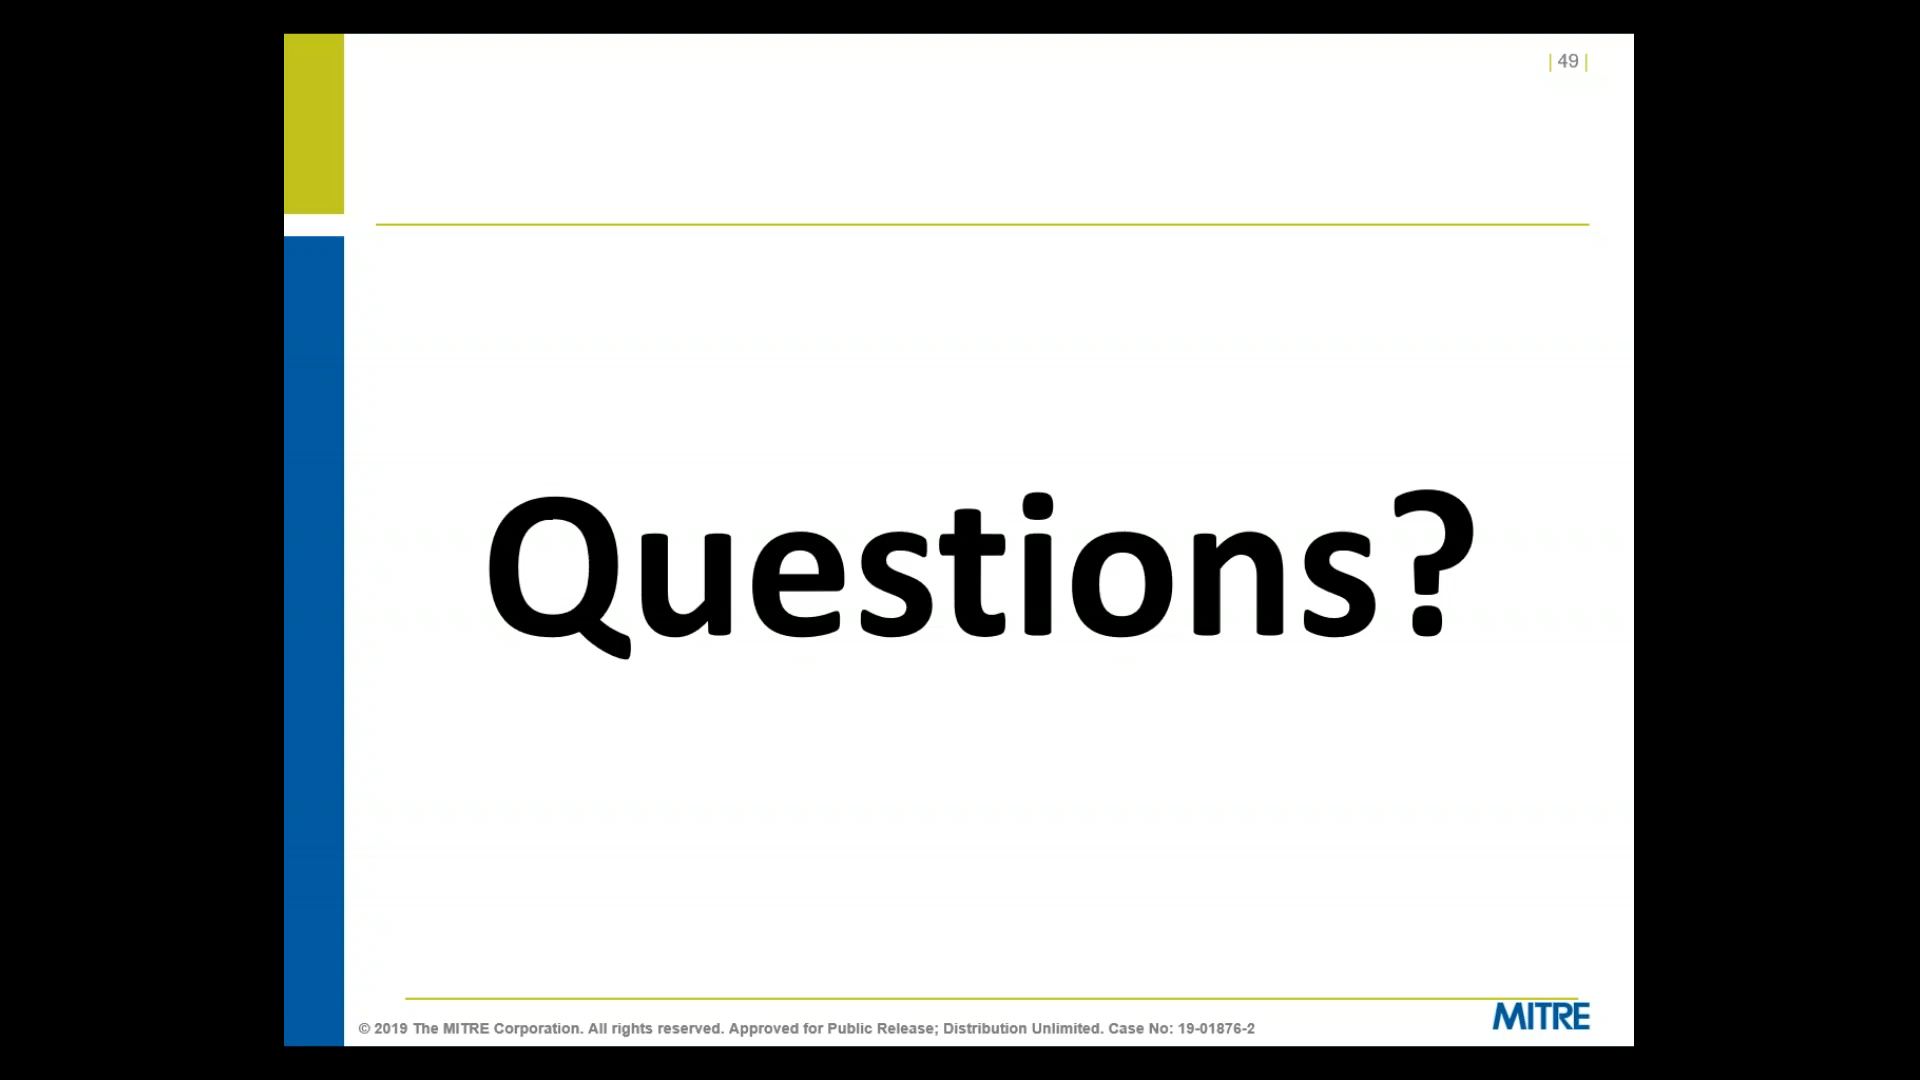 | 49 |
Questions?
MITRE
© 2019 The MITRE Corporation. All rights reserved. Approved for Public Release; Distribution Unlimited. Case No: 19-01876-2